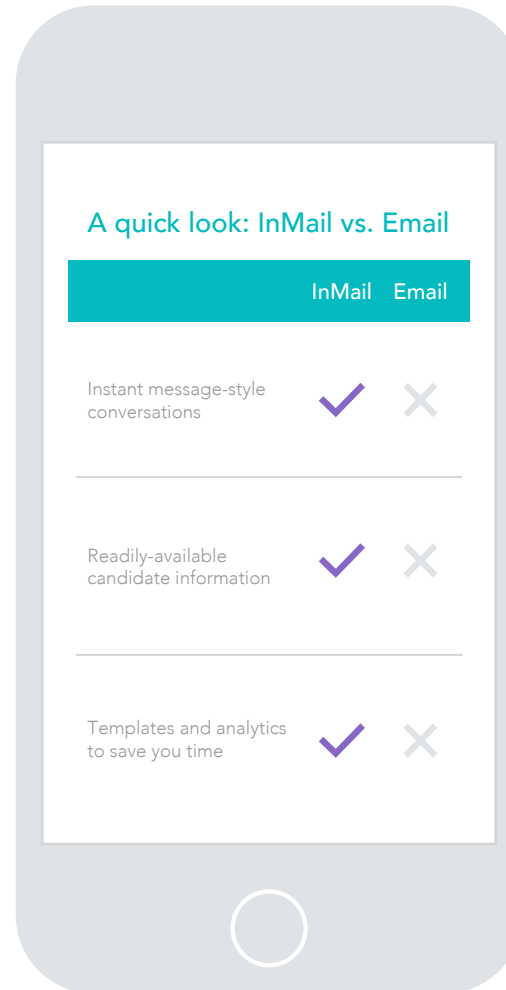 A quick look: InMail vs. Email
InMail Email
Instant message-style
conversations
Readily-available
candidate information
Templates and analytics
to save you time